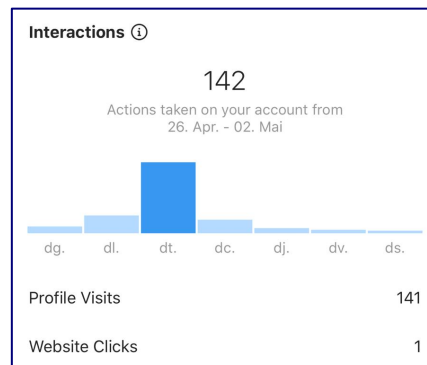 Interactions
142
Actions taken on your account from
26. Apr. - 02. Mai
dg. dl. dt. dc. dj. dv. ds.
Profile Visits 141
Website Clicks 1